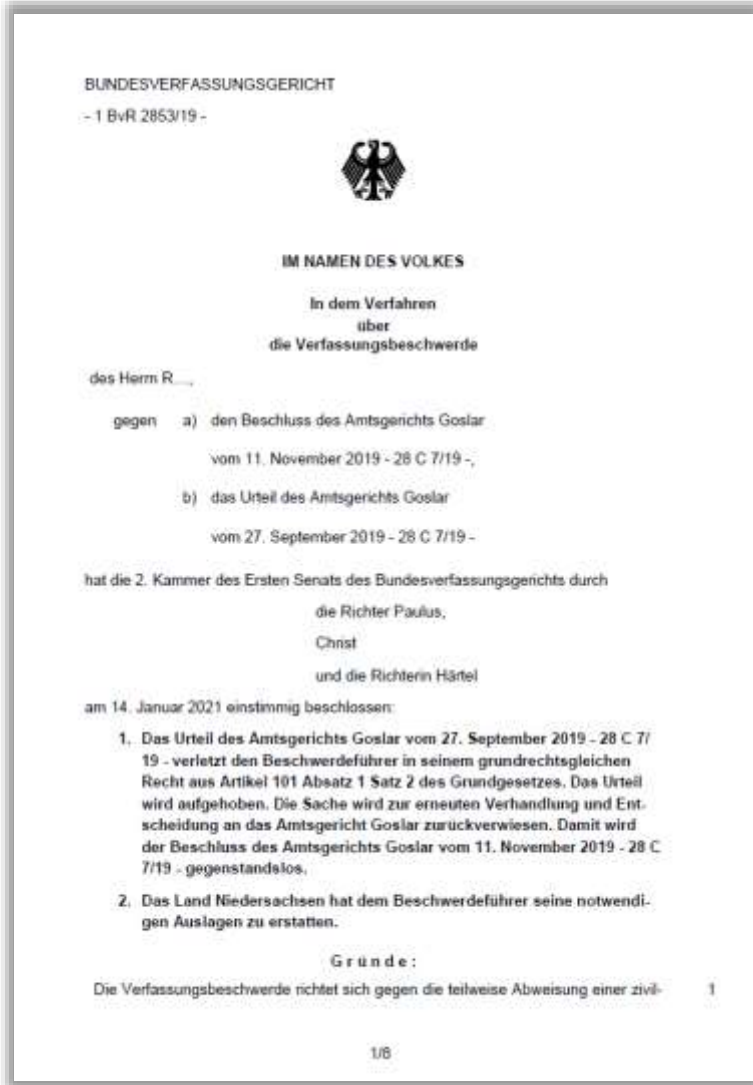 BUNDESVERFASSUNGSGERICHT
- 1 BvR 2853/19 -
IM NAMEN DES VOLKES
In dem Verfahren
über
die Verfassungsbeschwerde
des Herrn R…,
gegen a) den Beschluss des Amtsgerichts Goslar
vom 11. November 2019 - 28 C 7/19 -,
b) das Urteil des Amtsgerichts Goslar
vom 27. September 2019 - 28 C 7/19 -
hat die 2. Kammer des Ersten Senats des Bundesverfassungsgerichts durch
die Richter Paulus,
Christ
und die Richterin Härtel
am 14. Januar 2021 einstimmig beschlossen:
1. Das Urteil des Amtsgerichts Goslar vom 27. September 2019 - 28 C 7/
19 - verletzt den Beschwerdeführer in seinem grundrechtsgleichen
Recht aus Artikel 101 Absatz 1 Satz 2 des Grundgesetzes. Das Urteil
wird aufgehoben. Die Sache wird zur erneuten Verhandlung und Ent-
scheidung an das Amtsgericht Goslar zurückverwiesen. Damit wird
der Beschluss des Amtsgerichts Goslar vom 11. November 2019 - 28 C
7/19 - gegenstandslos.
2. Das Land Niedersachsen hat dem Beschwerdeführer seine notwendi-
gen Auslagen zu erstatten.
G r ü n d e :
Die Verfassungsbeschwerde richtet sich gegen die teilweise Abweisung einer zivil- 1
1/8